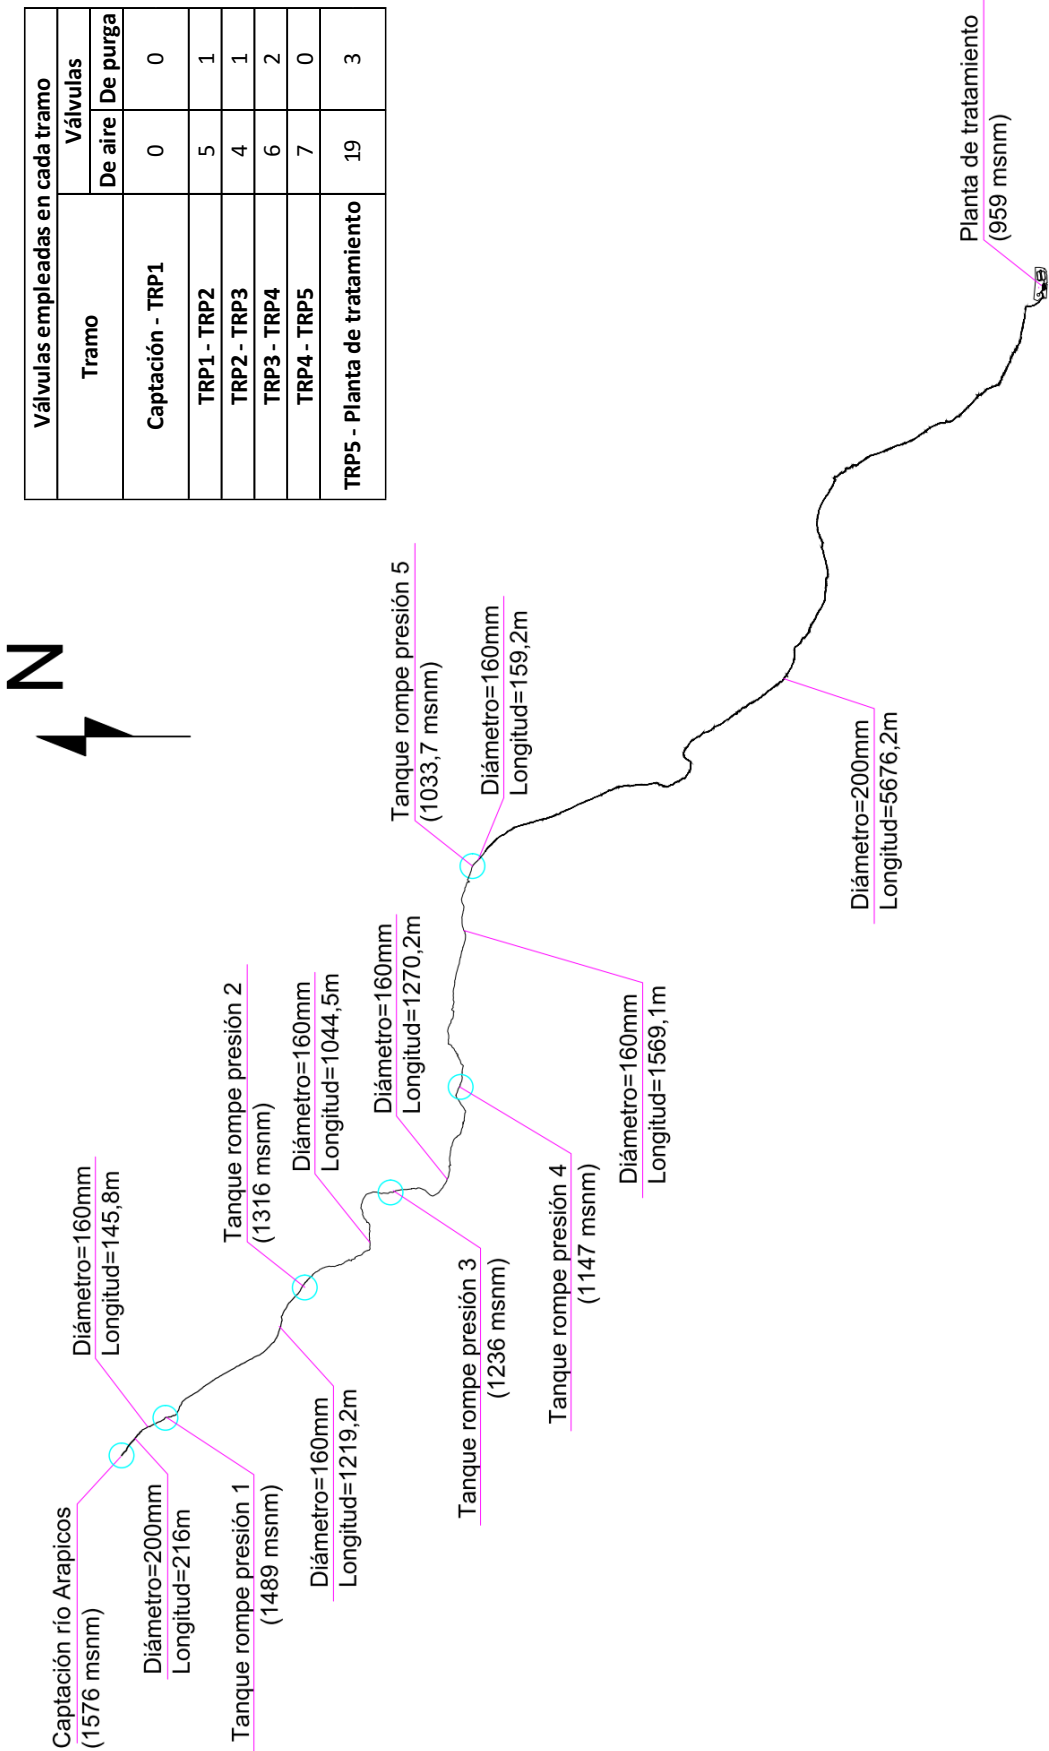 Válvulas empleadas en cada tramo
Tramo
Válvulas
De aire
De purga
Captación - TRP1
0
0
TRP1 - TRP2
5
1
TRP2 - TRP3
4
1
TRP3 - TRP4
6
2
TRP4 - TRP5
7
0
TRP5 - Planta de tratamiento
19
3
N
Captación río Arapicos
(1576 msnm)
Diámetro=160mm
Longitud=145,8m
Diámetro=200mm
Longitud=216m
Tanque rompe presión 1
(1489 msnm)
Tanque rompe presión 2
(1316 msnm)
Diámetro=160mm
Longitud=1219,2m
Diámetro=160mm
Longitud=1044,5m
Diámetro=160mm
Longitud=1270,2m
Tanque rompe presión 3
(1236 msnm)
Tanque rompe presión 4
(1147 msnm)
Tanque rompe presión 5
(1033,7 msnm)
Diámetro=160mm
Longitud=159,2m
Diámetro=160mm
Longitud=1569,1m
Diámetro=200mm
Longitud=5676,2m
Planta de tratamiento
(959 msnm)